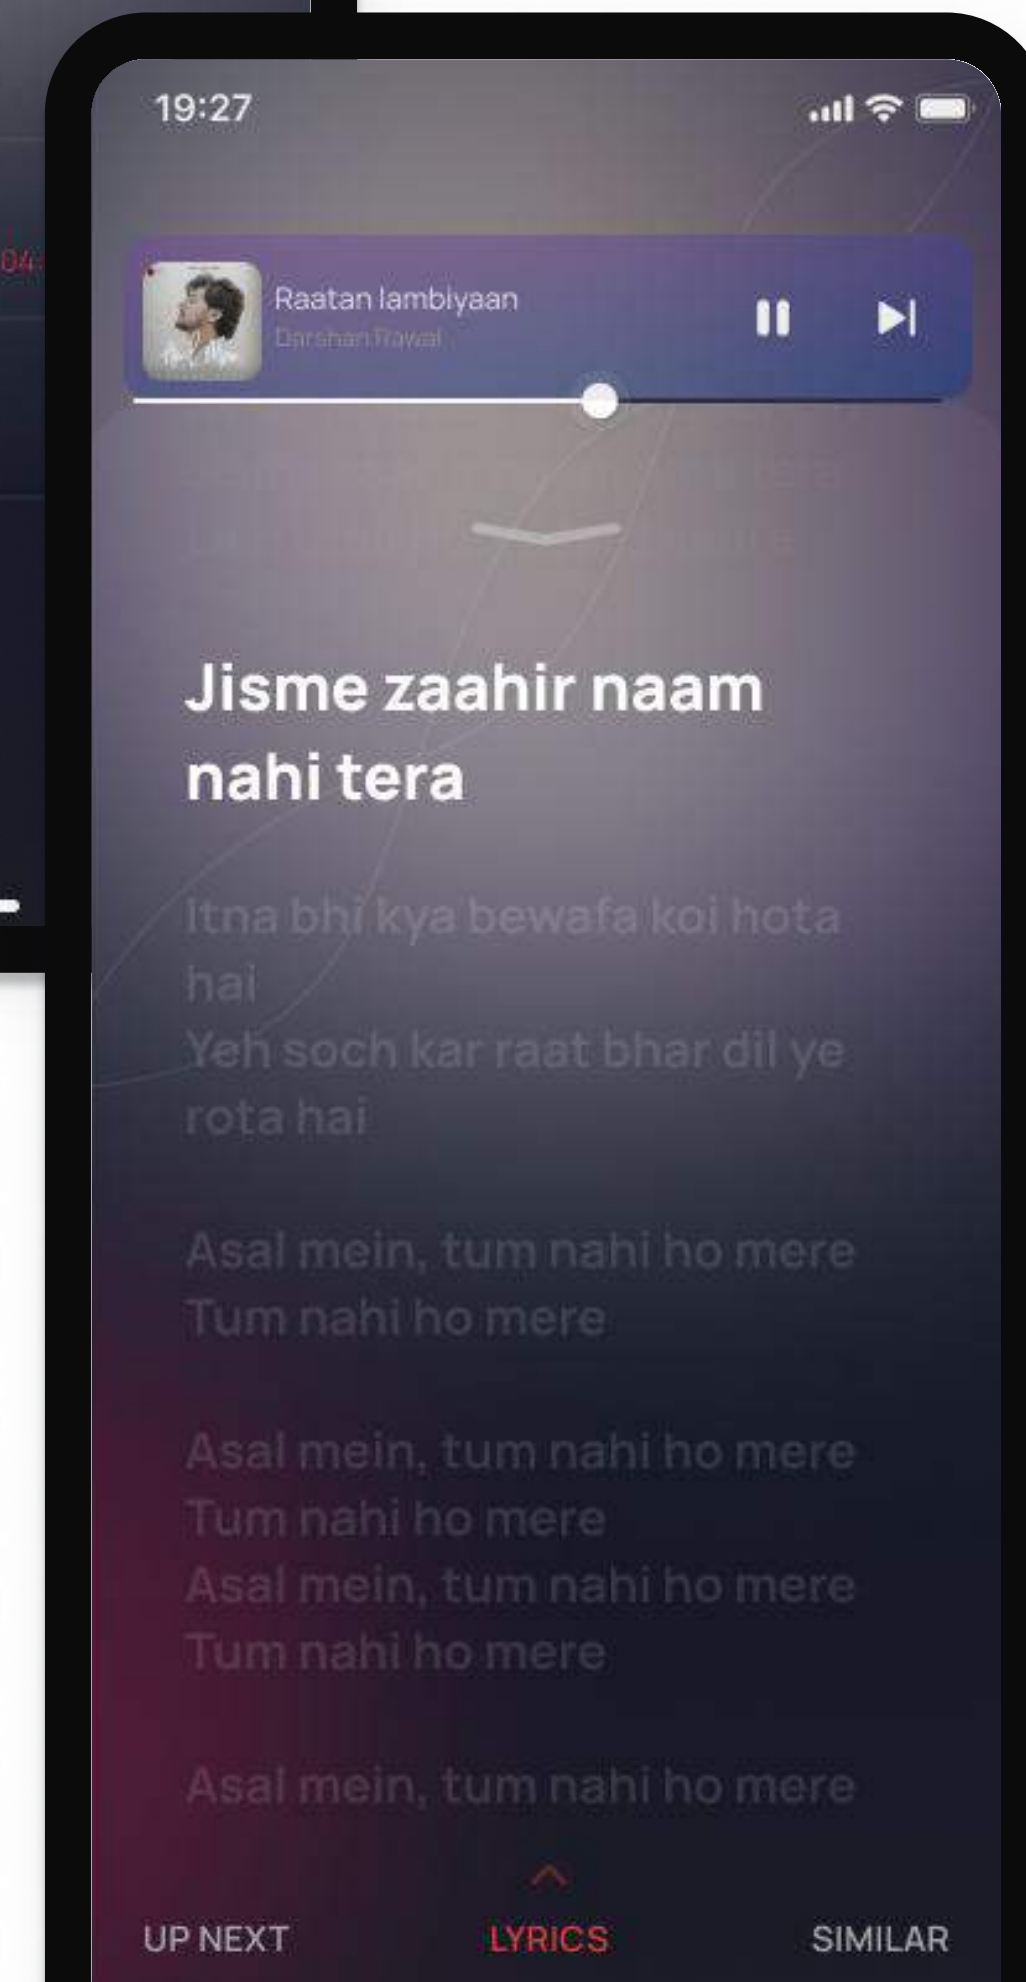 04:
19:27
Raatan lambiyaan
Darshan Rawal
Jisme zaahir naam
nahi tera
Itna bhi kya bewafa koi hota
hai
Yeh soch kar raat bhar dil ye
rota hai
Asal mein, tum nahi ho mere
Tum nahi ho mere
Asal mein, tum nahi ho mere
Tum nahi ho mere
Asal mein, tum nahi ho mere
Tum nahi ho mere
Asal mein, tum nahi ho mere
UP NEXT
LYRICS
SIMILAR